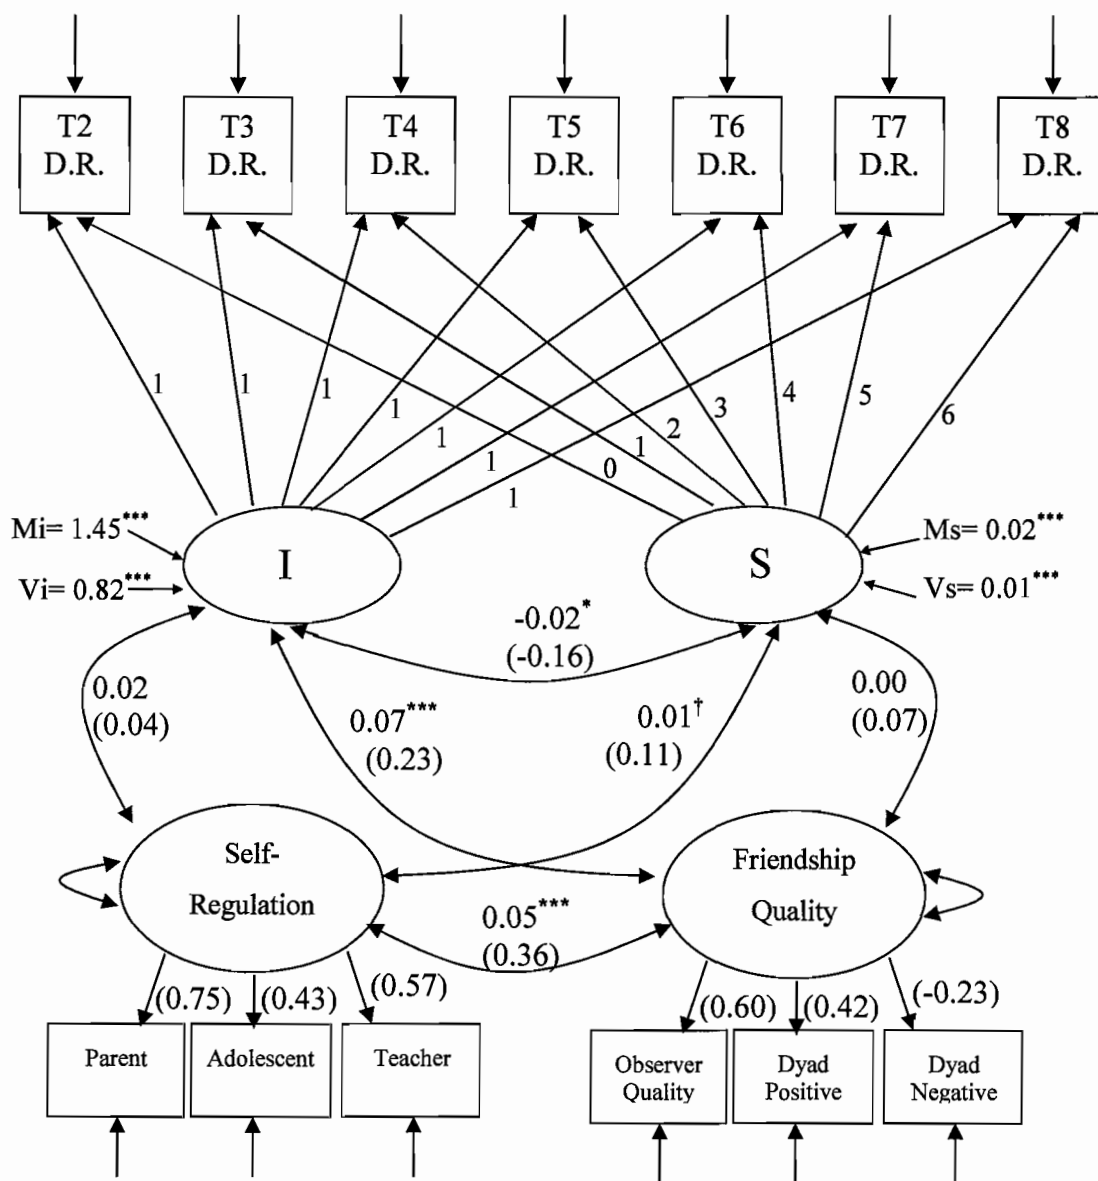 T2 T3 T4 T5 T6 T7 T8
D.R. D.R. D.R. D.R. D.R. D.R. D.R.
1 1 1 1 1 1 1 0 1 2 3 4 5 6
Mi= 1.45***
Vi= 0.82***
I
S
Ms= 0.02***
Vs= 0.01***
-0.02*
(-0.16)
0.02
(0.04)
0.07***
(0.23)
0.01†
(0.11)
0.00
(0.07)
Self-
Regulation
Friendship
Quality
0.05***
(0.36)
(0.75) (0.43) (0.57)
(0.60) (0.42) (-0.23)
Parent
Adolescent
Teacher
Observer
Quality
Dyad
Positive
Dyad
Negative